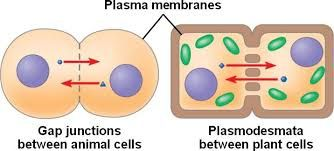 Plasma membranes
Gap junctions
between animal cells
Plasmodesmata
between plant cells